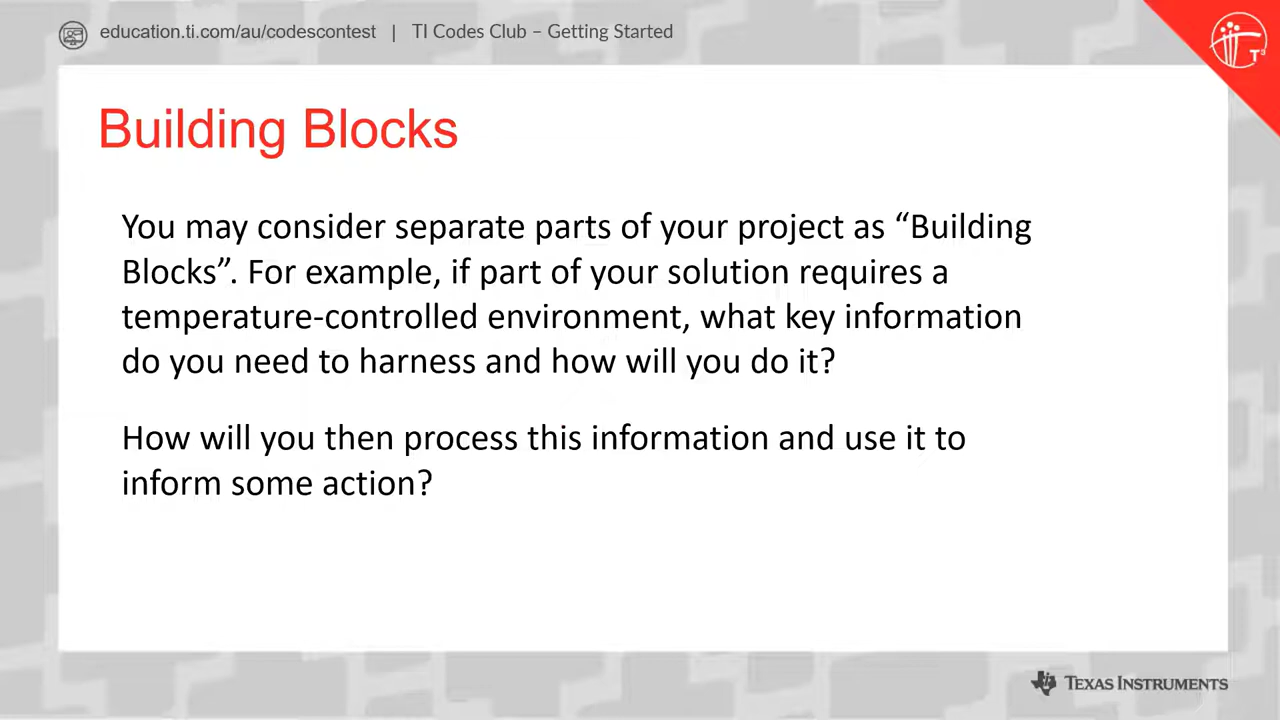 education.ti.com/au/codescontest | TI Codes Club – Getting Started
T³
Building Blocks
You may consider separate parts of your project as “Building
Blocks”. For example, if part of your solution requires a
temperature-controlled environment, what key information
do you need to harness and how will you do it?
How will you then process this information and use it to
inform some action?
TEXAS INSTRUMENTS